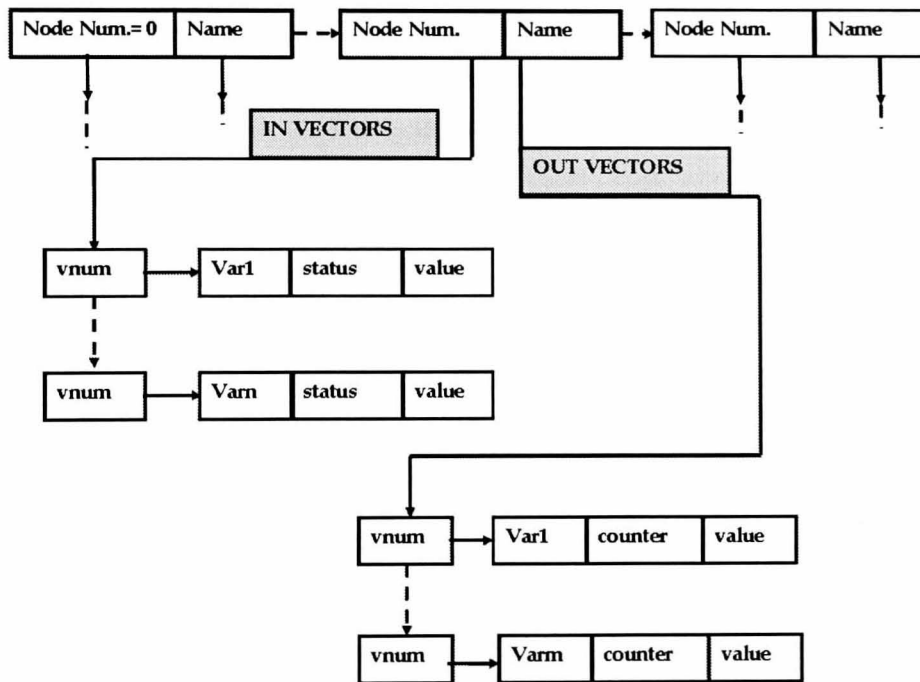 Node Num.= 0 Name Node Num. Name Node Num. Name
IN VECTORS
OUT VECTORS
vnum Var1 status value
vnum Varn status value
vnum Var1 counter value
vnum Varm counter value